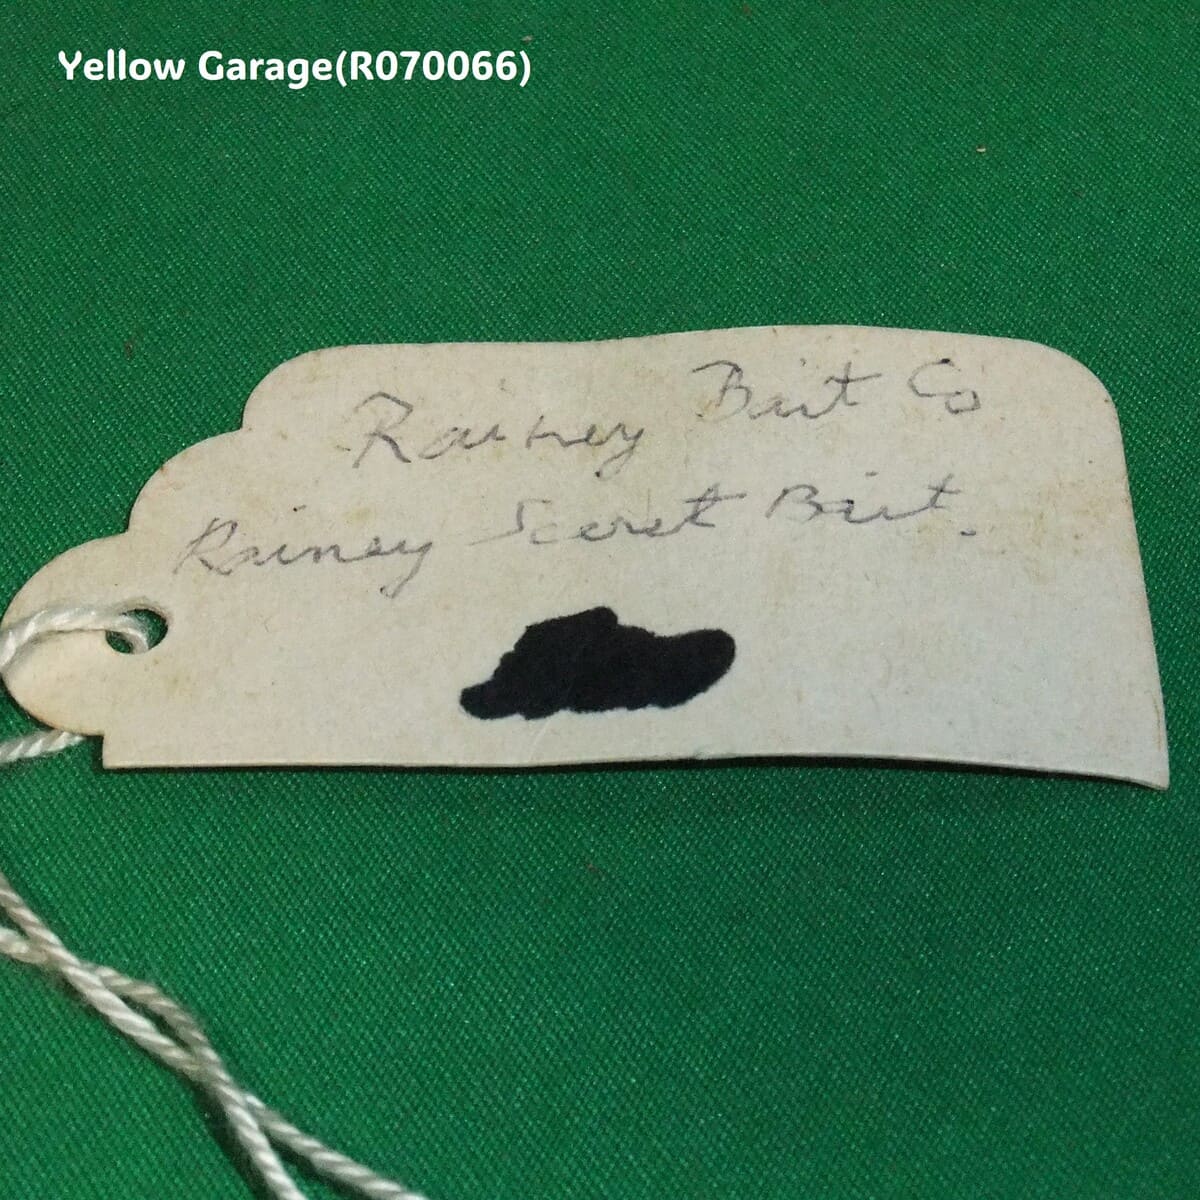 Yellow Garage(R070066)
Rainey Bait Co
Rainey Secret Bait.